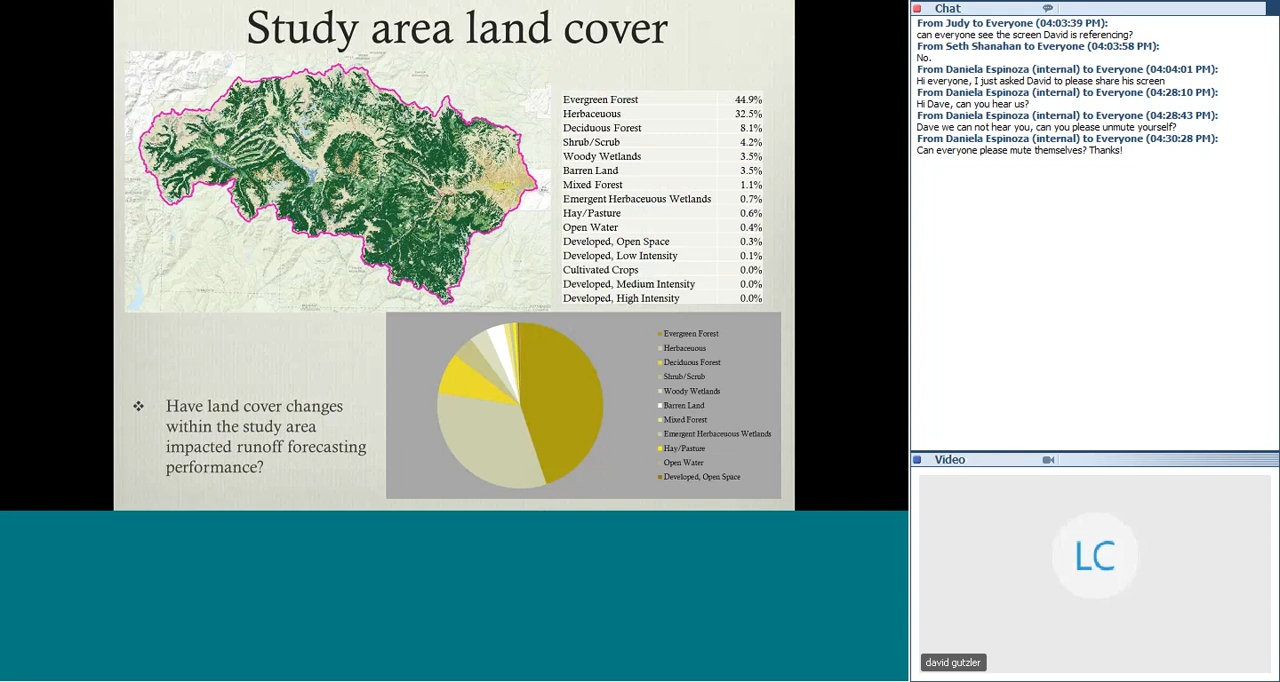 Study area land cover
Evergreen Forest 44.9%
Herbaceuous 32.5%
Deciduous Forest 8.1%
Shrub/Scrub 4.2%
Woody Wetlands 3.5%
Barren Land 3.5%
Mixed Forest 1.1%
Emergent Herbaceuous Wetlands 0.7%
Hay/Pasture 0.6%
Open Water 0.4%
Developed, Open Space 0.3%
Developed, Low Intensity 0.1%
Cultivated Crops 0.0%
Developed, Medium Intensity 0.0%
Developed, High Intensity 0.0%
Have land cover changes
within the study area
impacted runoff forecasting
performance?
Evergreen Forest
Herbaceuous
Deciduous Forest
Shrub/Scrub
Woody Wetlands
Barren Land
Mixed Forest
Emergent Herbaceuous Wetlands
Hay/Pasture
Open Water
Developed, Open Space
Chat
From Judy to Everyone (04:03:39 PM):
can everyone see the screen David is referencing?
From Seth Shanahan to Everyone (04:03:58 PM):
No.
From Daniela Espinoza (internal) to Everyone (04:04:01 PM):
Hi everyone, I just asked David to please share his screen
From Daniela Espinoza (internal) to Everyone (04:28:10 PM):
Hi Dave, can you hear us?
From Daniela Espinoza (internal) to Everyone (04:28:43 PM):
Dave we can not hear you, can you please unmute yourself?
From Daniela Espinoza (internal) to Everyone (04:30:28 PM):
Can everyone please mute themselves? Thanks!
Video
LC
david gutzler